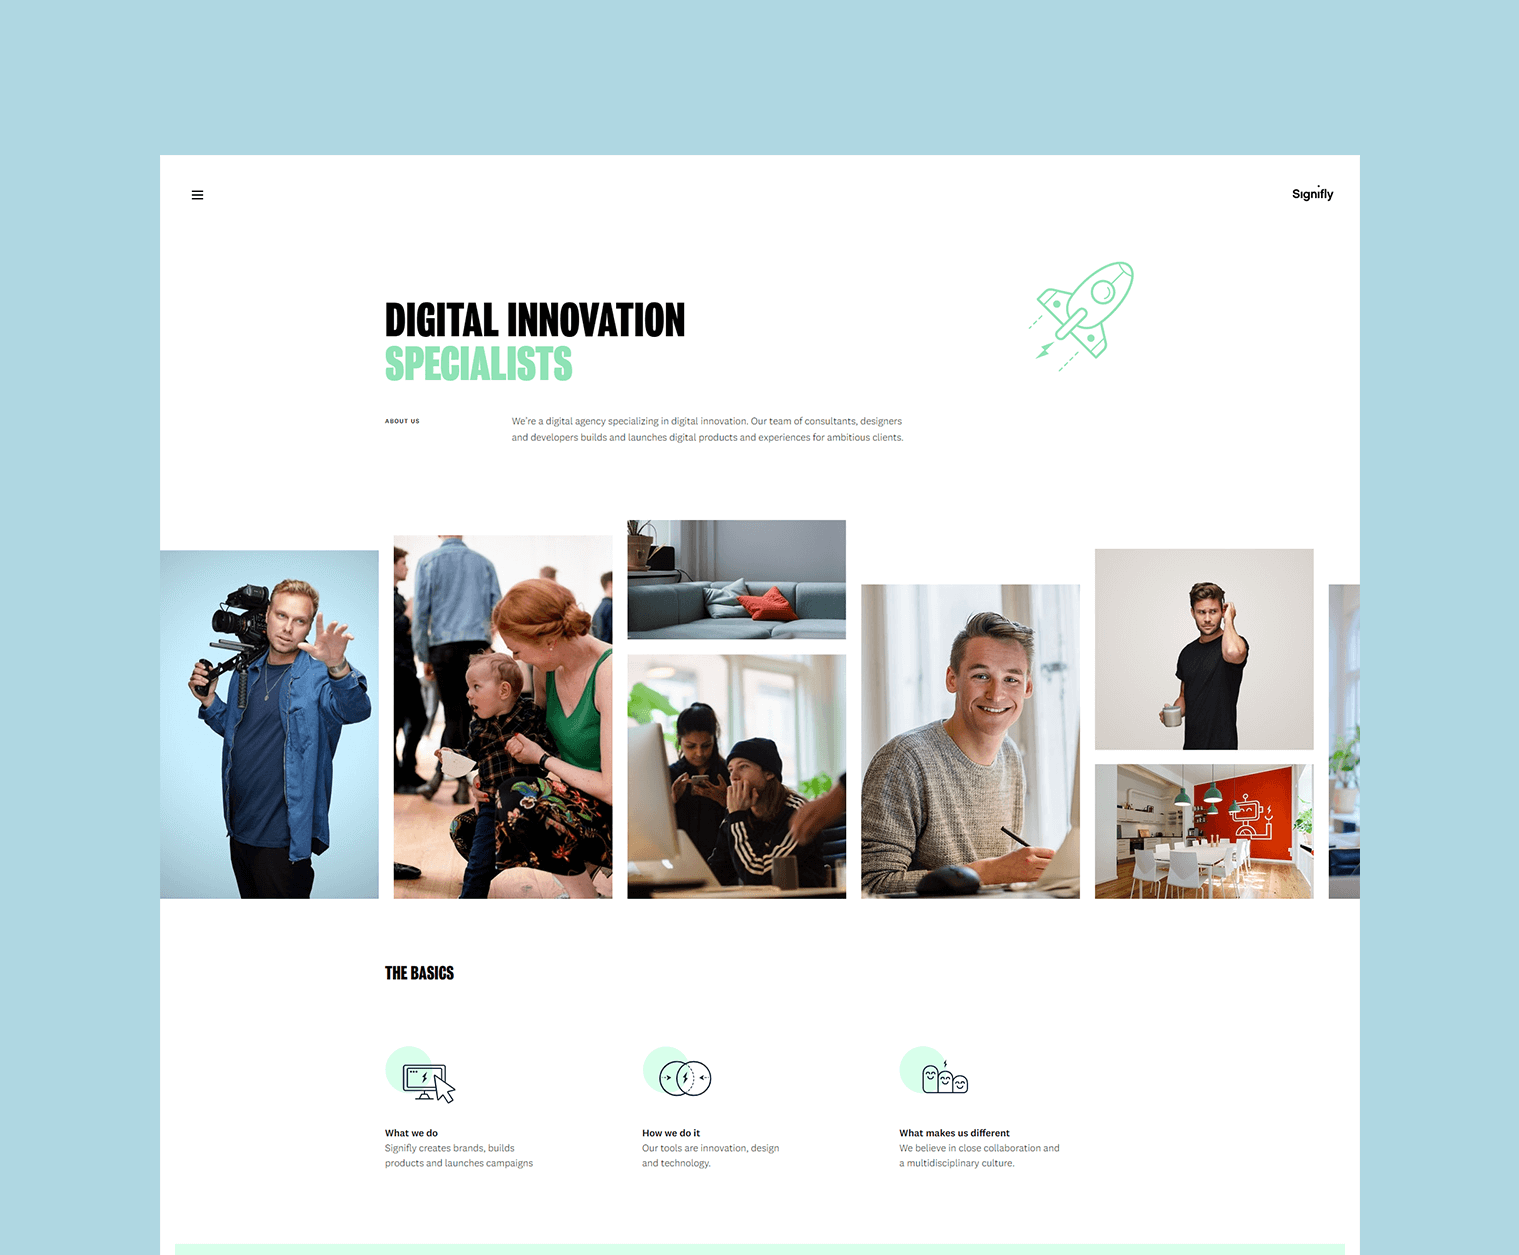 Signifly
DIGITAL INNOVATION
SPECIALISTS
ABOUT US
We're a digital agency specializing in digital innovation. Our team of consultants, designers
and developers builds and launches digital products and experiences for ambitious clients.
THE BASICS
What we do
Signifly creates brands, builds
products and launches campaigns
How we do it
Our tools are innovation, design
and technology.
What makes us different
We believe in close collaboration and
a multidisciplinary culture.